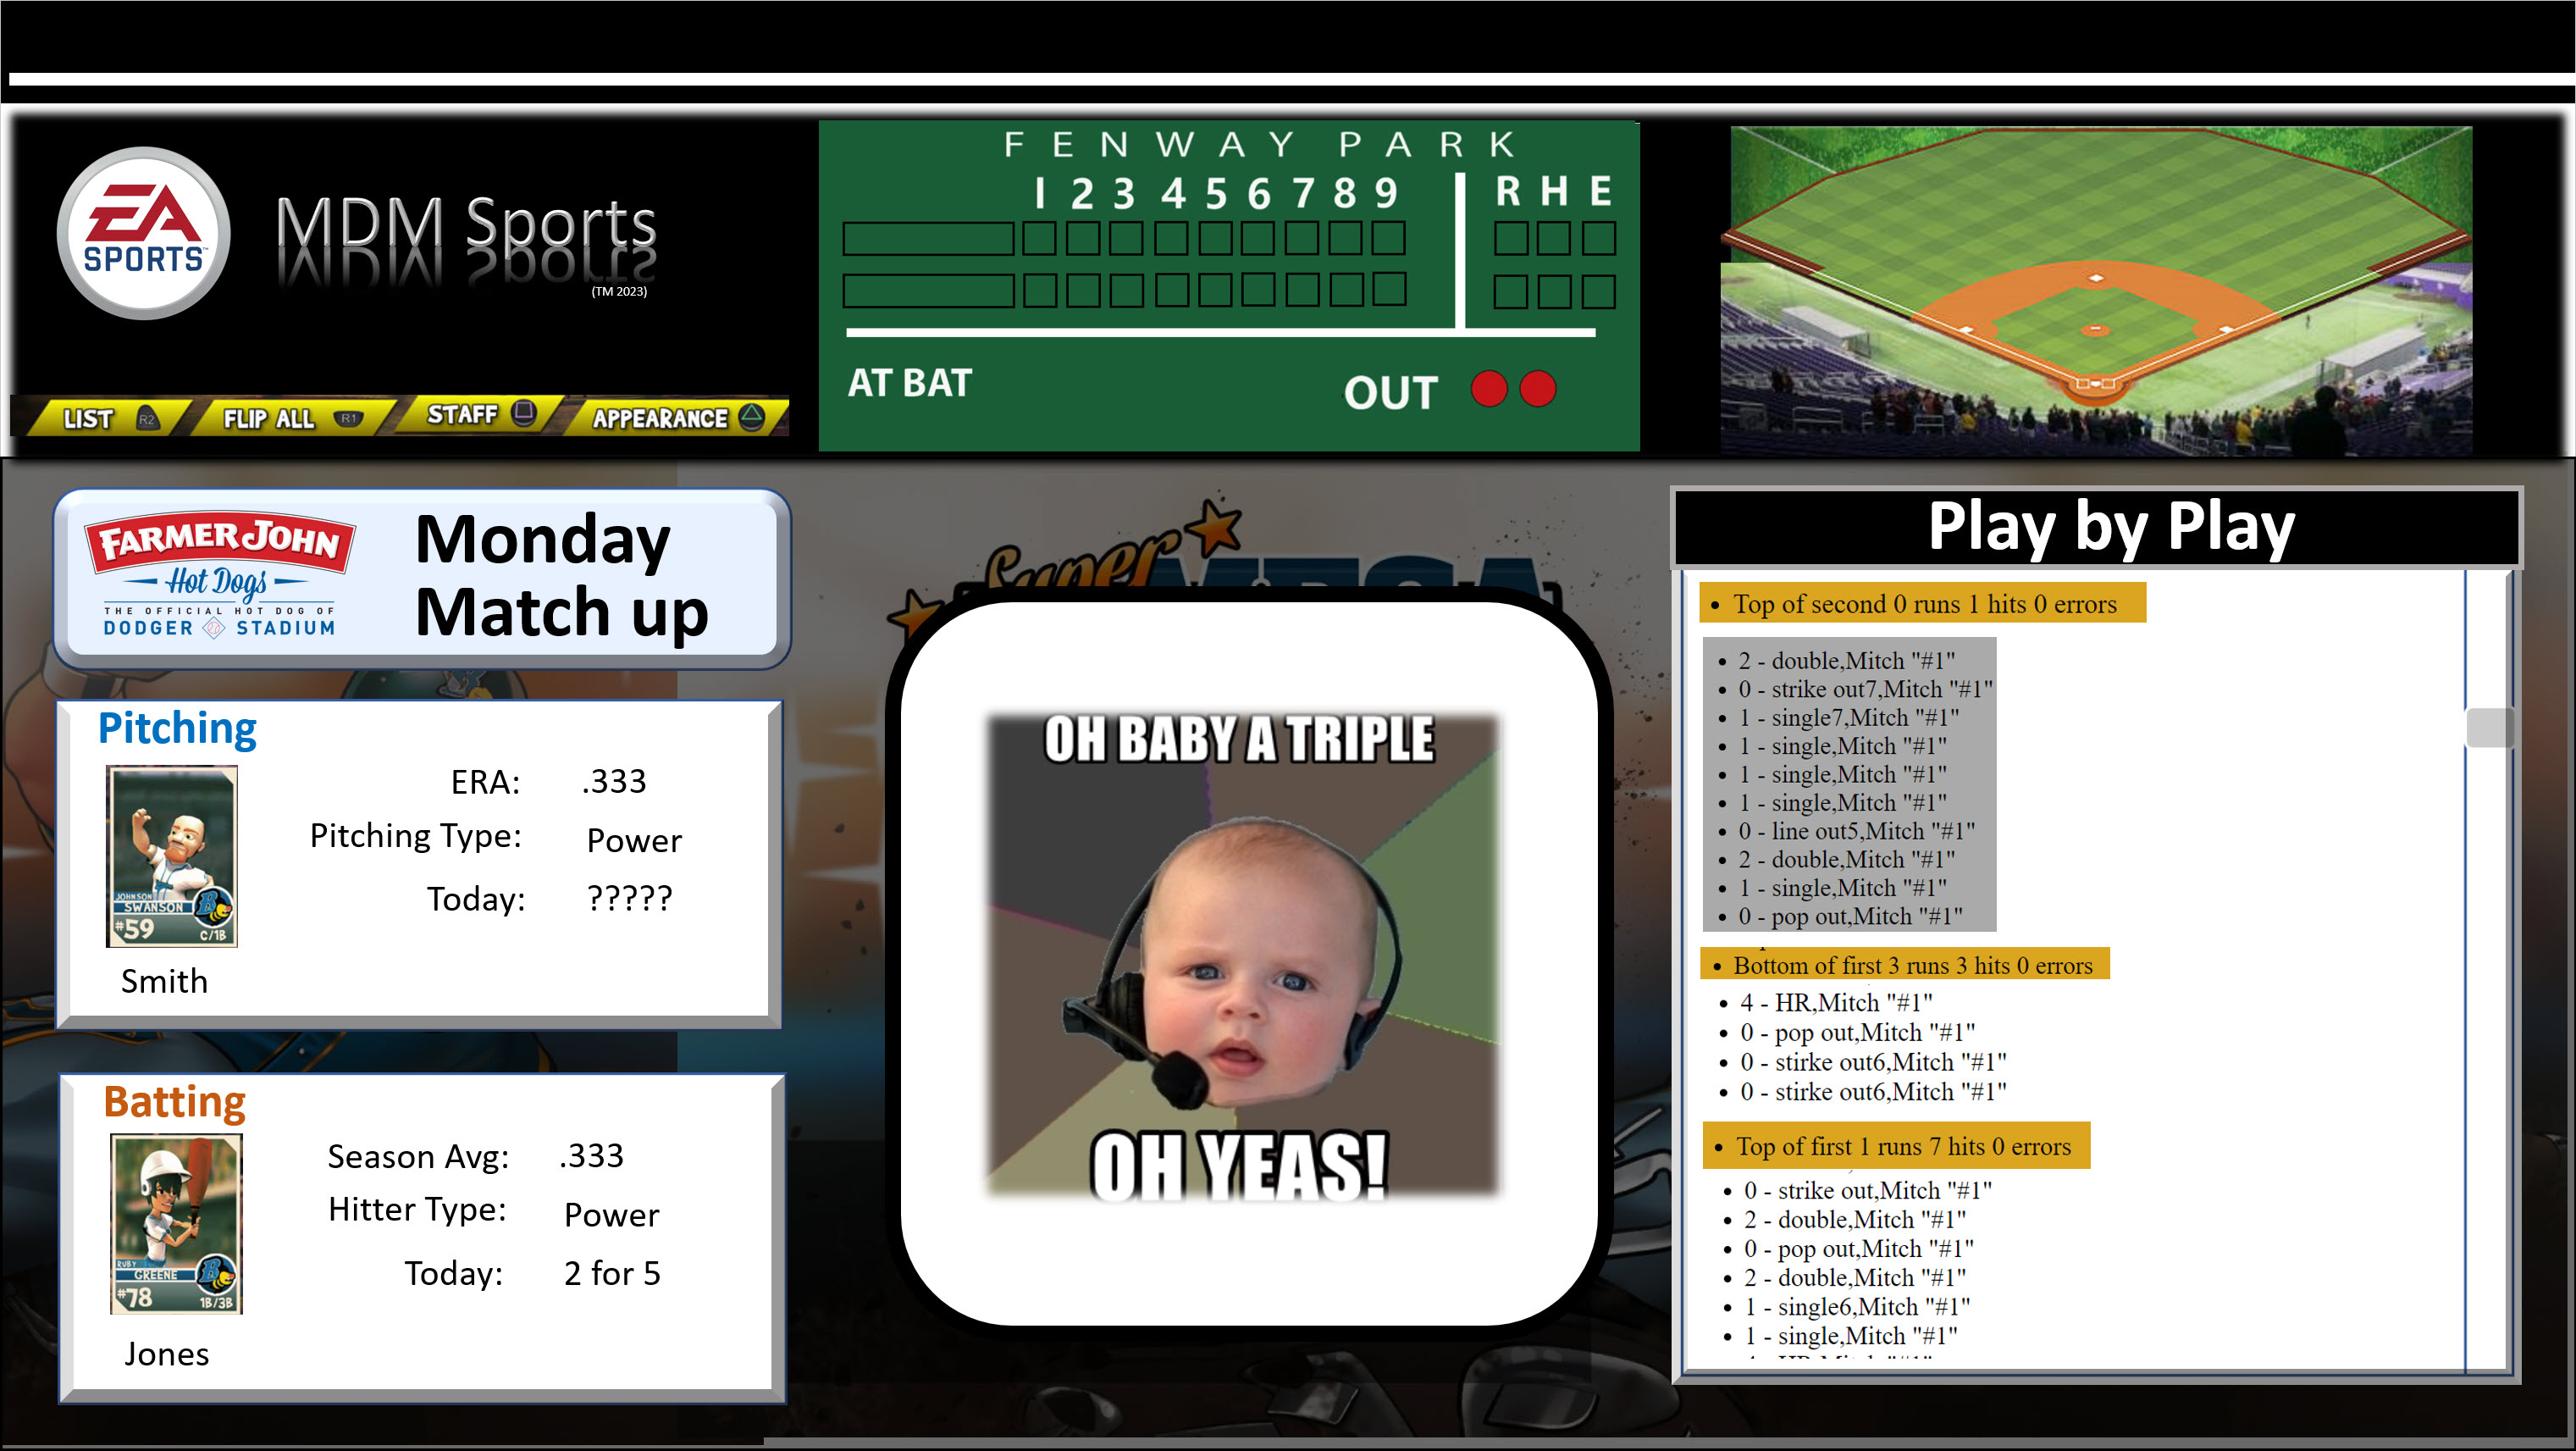 EA
SPORTS™
MDM Sports
(TM 2023)
LIST R2
FLIP ALL R1
STAFF
APPEARANCE
FENWAY PARK
1 2 3 4 5 6 7 8 9 R H E
AT BAT
OUT
FARMER JOHN
Hot Dogs
THE OFFICIAL HOT DOG OF
DODGER STADIUM
Monday
Match up
Pitching
ERA: .333
Pitching Type: Power
Today: ?????
JOHNSON
SWANSON
#59
C/1B
Smith
Batting
Season Avg: .333
Hitter Type: Power
Today: 2 for 5
RUBY
GREENE
#78
1B/3B
Jones
Super
MEGA
OH BABY A TRIPLE
OH YEAS!
Play by Play
• Top of second 0 runs 1 hits 0 errors
• 2 - double,Mitch "#1"
• 0 - strike out7,Mitch "#1"
• 1 - single7,Mitch "#1"
• 1 - single,Mitch "#1"
• 1 - single,Mitch "#1"
• 1 - single,Mitch "#1"
• 0 - line out5,Mitch "#1"
• 2 - double,Mitch "#1"
• 1 - single,Mitch "#1"
• 0 - pop out,Mitch "#1"
• Bottom of first 3 runs 3 hits 0 errors
• 4 - HR,Mitch "#1"
• 0 - pop out,Mitch "#1"
• 0 - stirke out6,Mitch "#1"
• 0 - stirke out6,Mitch "#1"
• Top of first 1 runs 7 hits 0 errors
• 0 - strike out,Mitch "#1"
• 2 - double,Mitch "#1"
• 0 - pop out,Mitch "#1"
• 2 - double,Mitch "#1"
• 1 - single6,Mitch "#1"
• 1 - single,Mitch "#1"